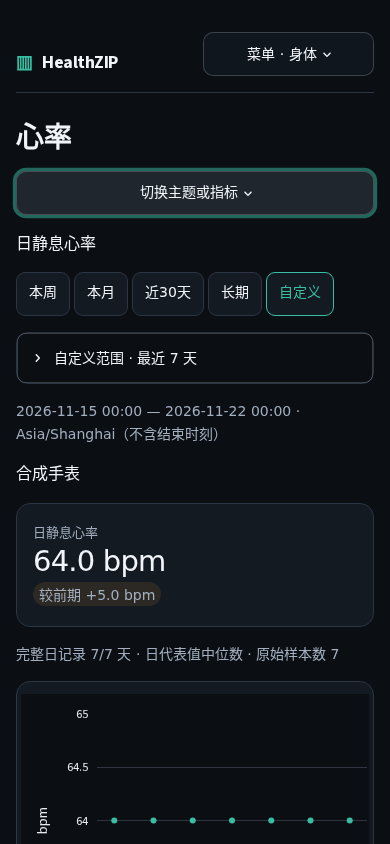 HealthZIP
菜单 · 身体
心率
切换主题或指标
日静息心率
本周
本月
近30天
长期
自定义
自定义范围 · 最近 7 天
2026-11-15 00:00 — 2026-11-22 00:00 ·
Asia/Shanghai（不含结束时刻）
合成手表
日静息心率
64.0 bpm
较前期 +5.0 bpm
完整日记录 7/7 天 · 日代表值中位数 · 原始样本数 7
65
64.5
64
bpm